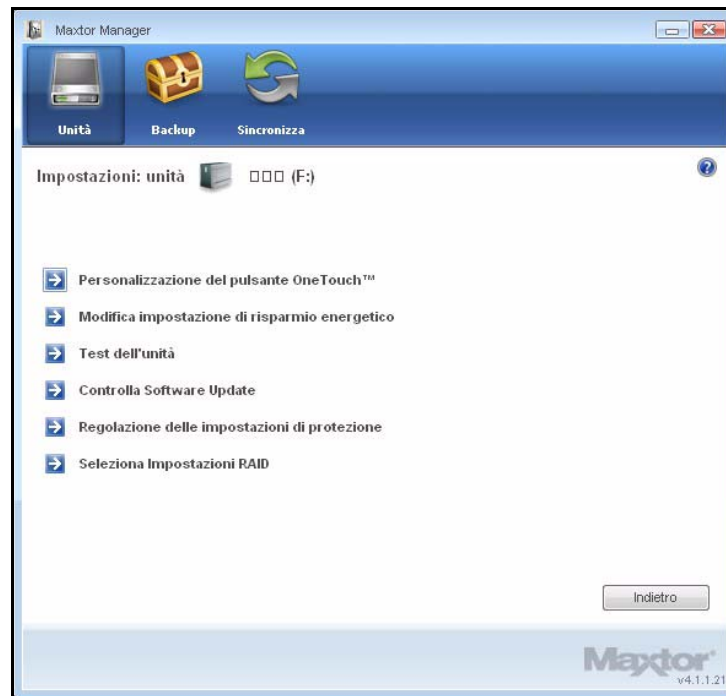 Maxtor Manager
Unità
Backup
Sincronizza
Impostazioni: unità □□□ (F:)
Personalizzazione del pulsante OneTouch™
Modifica impostazione di risparmio energetico
Test dell'unità
Controlla Software Update
Regolazione delle impostazioni di protezione
Seleziona Impostazioni RAID
Indietro
Maxtor
v4.1.1.21